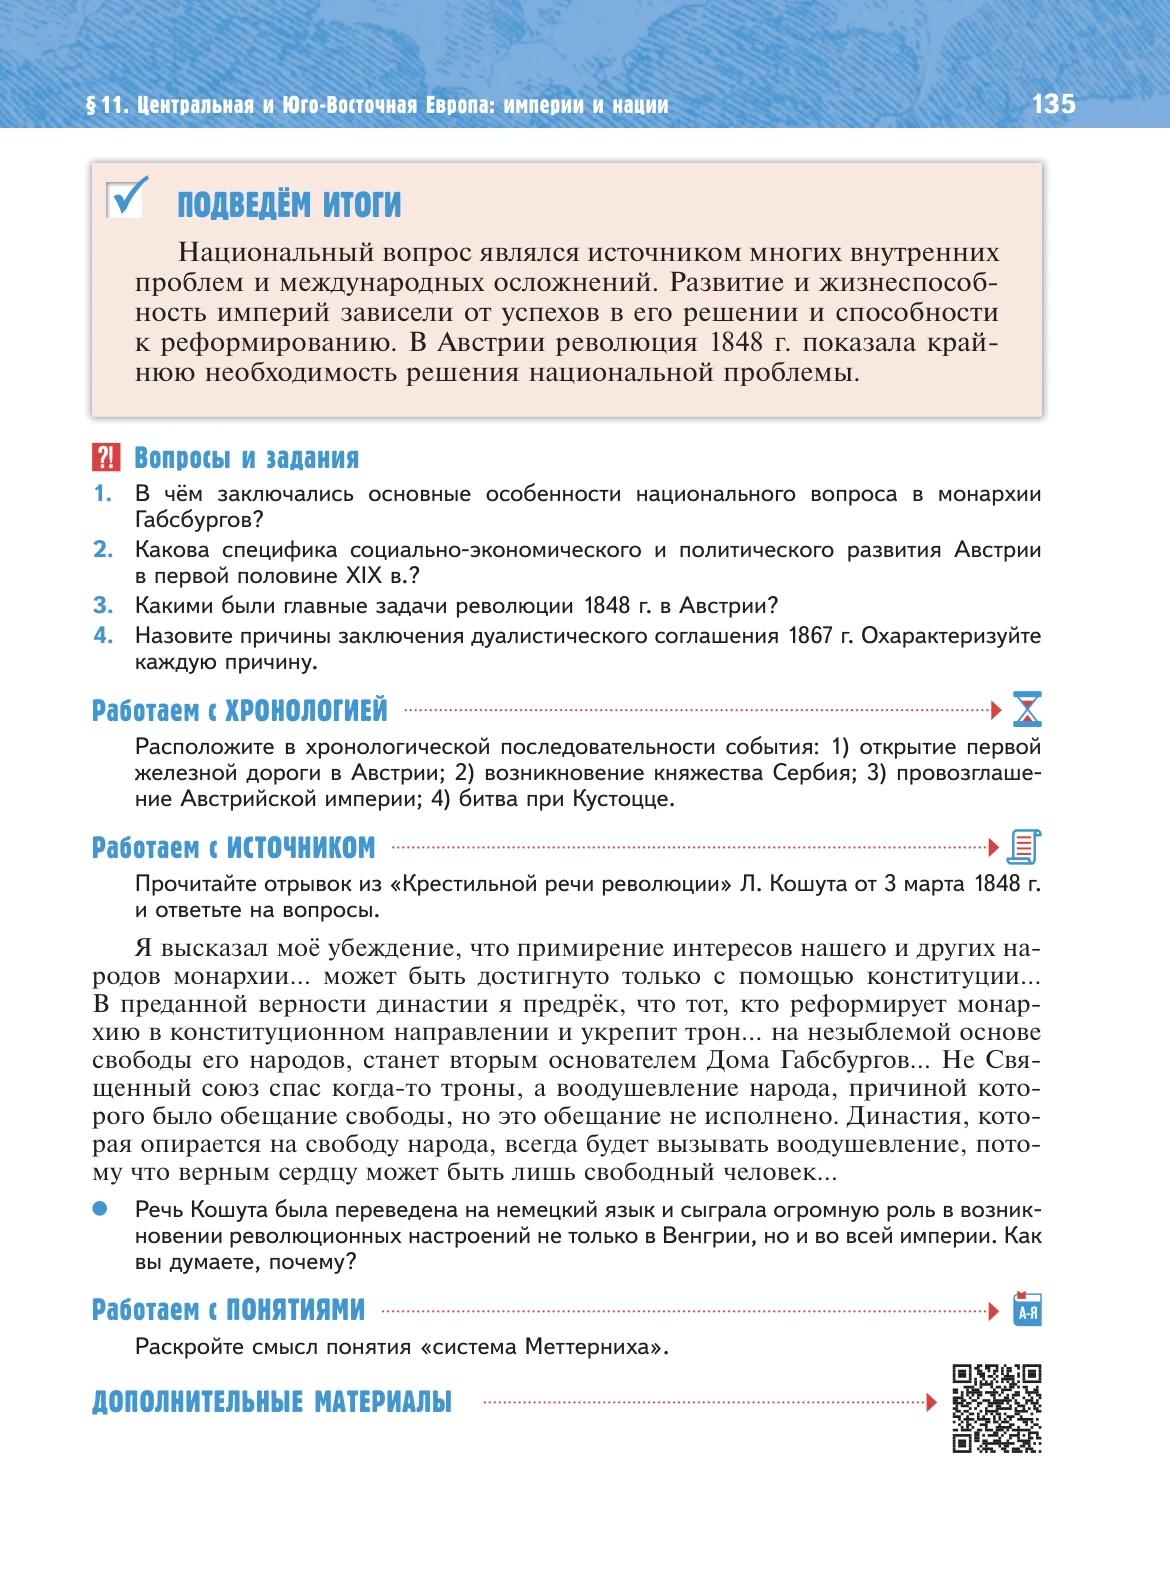 § 11. Центральная и Юго-Восточная Европа: империи и нации 135
ПОДВЕДЁМ ИТОГИ
Национальный вопрос являлся источником многих внутренних
проблем и международных осложнений. Развитие и жизнеспособ-
ность империй зависели от успехов в его решении и способности
к реформированию. В Австрии революция 1848 г. показала край-
нюю необходимость решения национальной проблемы.
?! Вопросы и задания
1. В чём заключались основные особенности национального вопроса в монархии
Габсбургов?
2. Какова специфика социально-экономического и политического развития Австрии
в первой половине XIX в.?
3. Какими были главные задачи революции 1848 г. в Австрии?
4. Назовите причины заключения дуалистического соглашения 1867 г. Охарактеризуйте
каждую причину.
Работаем с ХРОНОЛОГИЕЙ
Расположите в хронологической последовательности события: 1) открытие первой
железной дороги в Австрии; 2) возникновение княжества Сербия; 3) провозглаше-
ние Австрийской империи; 4) битва при Кустоцце.
Работаем с ИСТОЧНИКОМ
Прочитайте отрывок из «Крестильной речи революции» Л. Кошута от 3 марта 1848 г.
и ответьте на вопросы.
Я высказал моё убеждение, что примирение интересов нашего и других на-
родов монархии... может быть достигнуто только с помощью конституции...
В преданной верности династии я предрёк, что тот, кто реформирует монар-
хию в конституционном направлении и укрепит трон... на незыблемой основе
свободы его народов, станет вторым основателем Дома Габсбургов... Не Свя-
щенный союз спас когда-то троны, а воодушевление народа, причиной кото-
рого было обещание свободы, но это обещание не исполнено. Династия, кото-
рая опирается на свободу народа, всегда будет вызывать воодушевление, пото-
му что верным сердцу может быть лишь свободный человек...
Речь Кошута была переведена на немецкий язык и сыграла огромную роль в возник-
новении революционных настроений не только в Венгрии, но и во всей империи. Как
вы думаете, почему?
Работаем с ПОНЯТИЯМИ
А-Я
Раскройте смысл понятия «система Меттерниха».
ДОПОЛНИТЕЛЬНЫЕ МАТЕРИАЛЫ